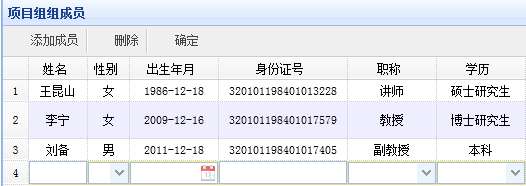 项目组组成员
添加成员 删除 确定
姓名 性别 出生年月 身份证号 职称 学历
1 王昆山 女 1986-12-18 320101198401013228 讲师 硕士研究生
2 李宁 女 2009-12-16 320101198401017579 教授 博士研究生
3 刘备 男 2011-12-18 320101198401017405 副教授 本科
4